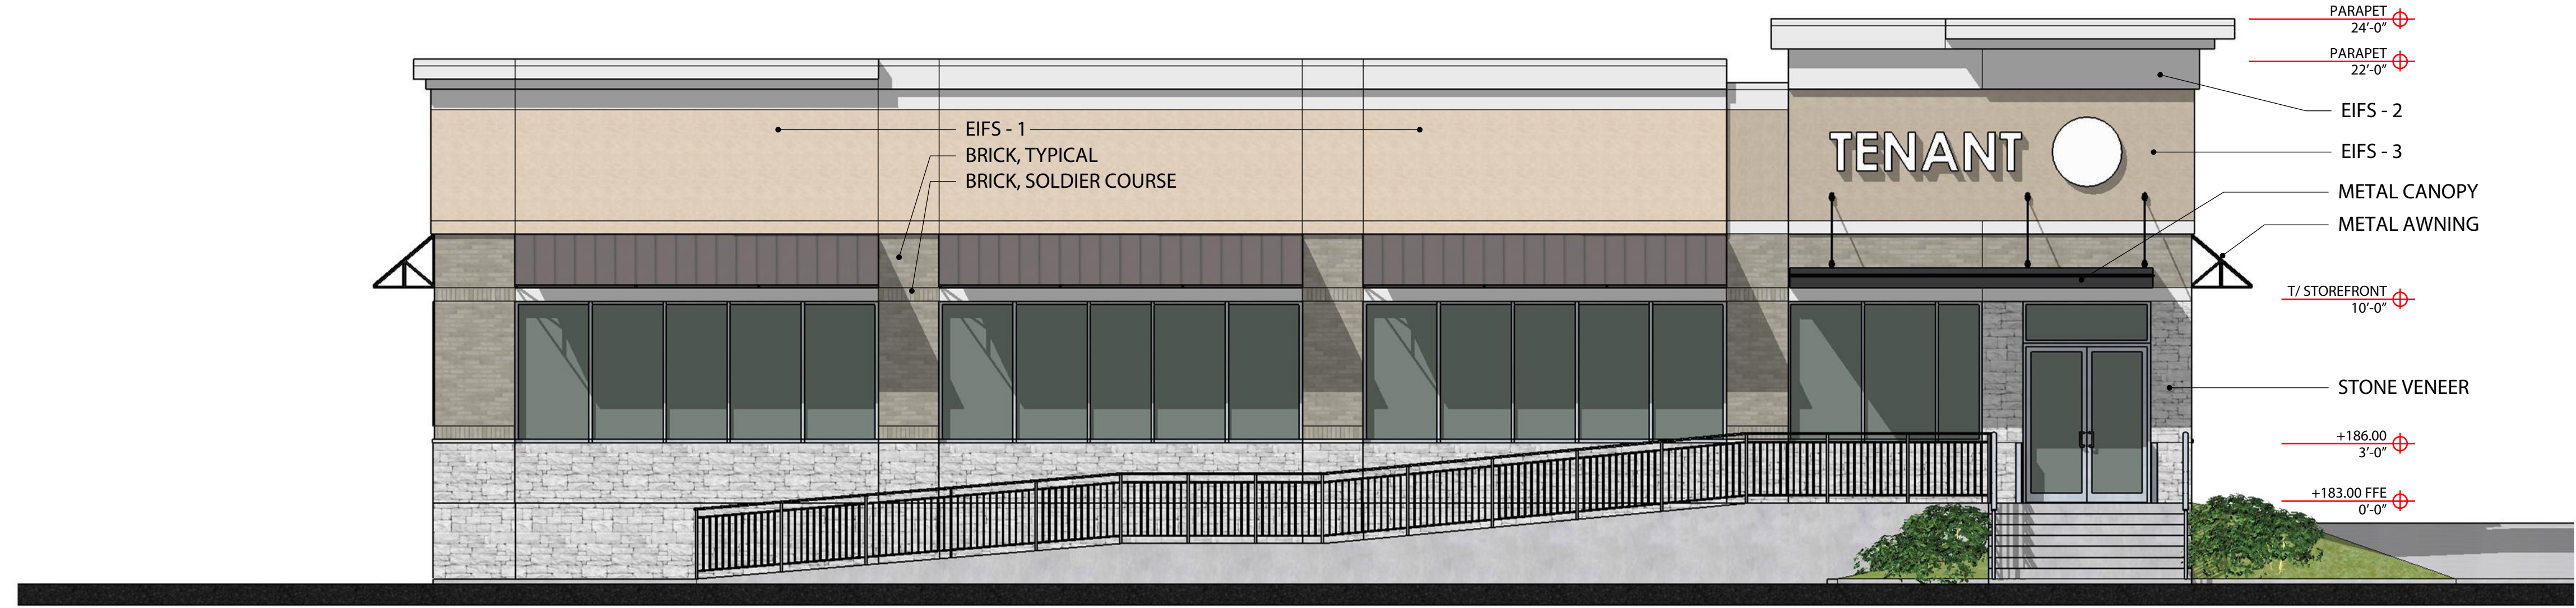 PARAPET
24'-0"
PARAPET
22'-0"
EIFS - 2
EIFS - 1
BRICK, TYPICAL
BRICK, SOLDIER COURSE
TENANT
EIFS - 3
METAL CANOPY
METAL AWNING
T/ STOREFRONT
10'-0"
STONE VENEER
+186.00
3'-0"
+183.00 FFE
0'-0"